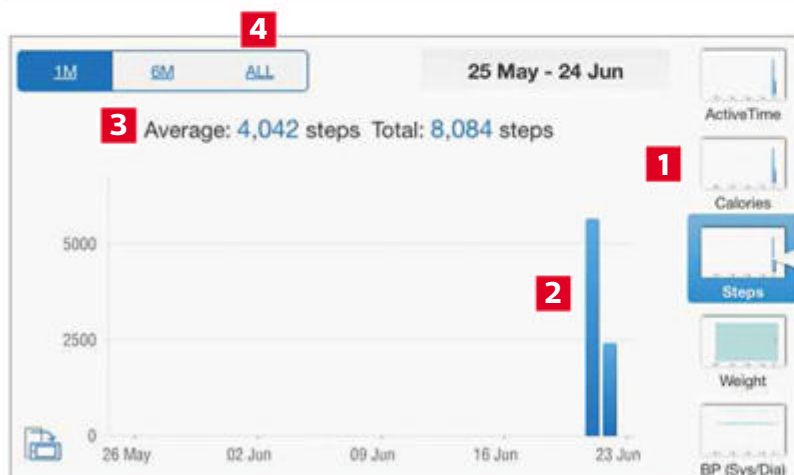 4
1M 6M ALL
25 May - 24 Jun
3 Average: 4,042 steps Total: 8,084 steps
ActiveTime
1
Calories
Steps
Weight
BP (Sys/Dia)
5000
2
2500
0
26 May 02 Jun 09 Jun 16 Jun 23 Jun